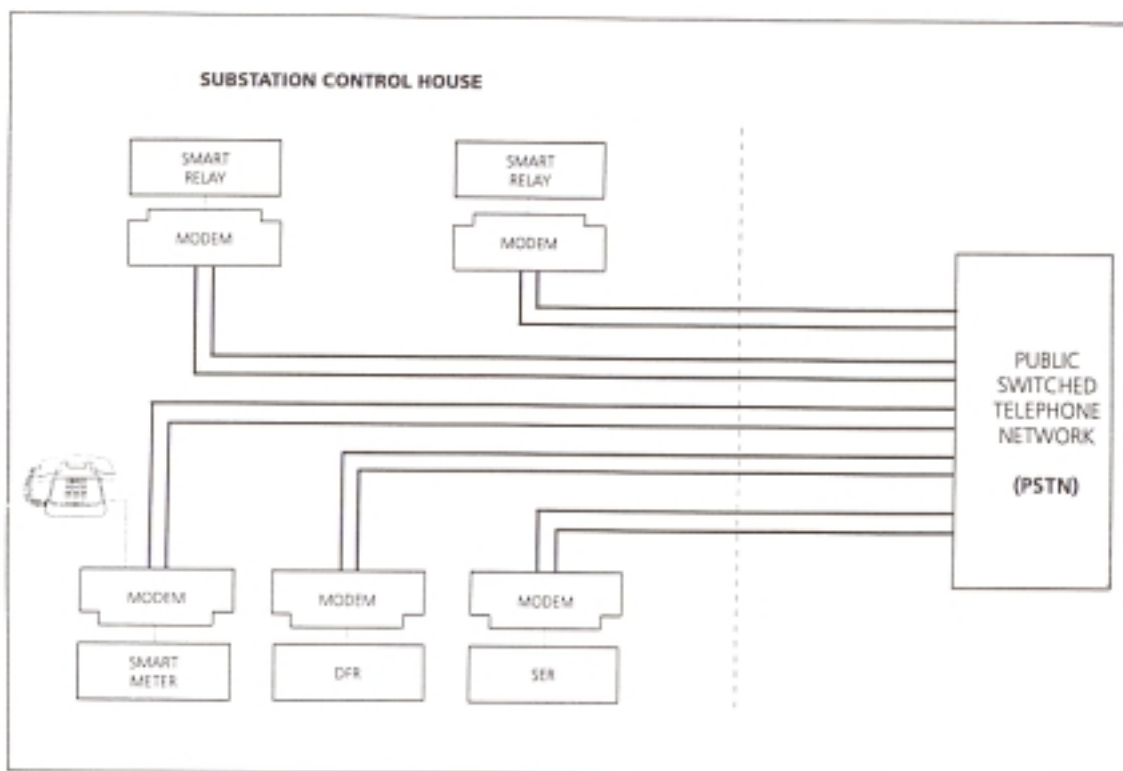 SUBSTATION CONTROL HOUSE
SMART
RELAY
SMART
RELAY
MODEM
MODEM
PUBLIC
SWITCHED
TELEPHONE
NETWORK
(PSTN)
MODEM
MODEM
MODEM
SMART
METER
DFR
SER